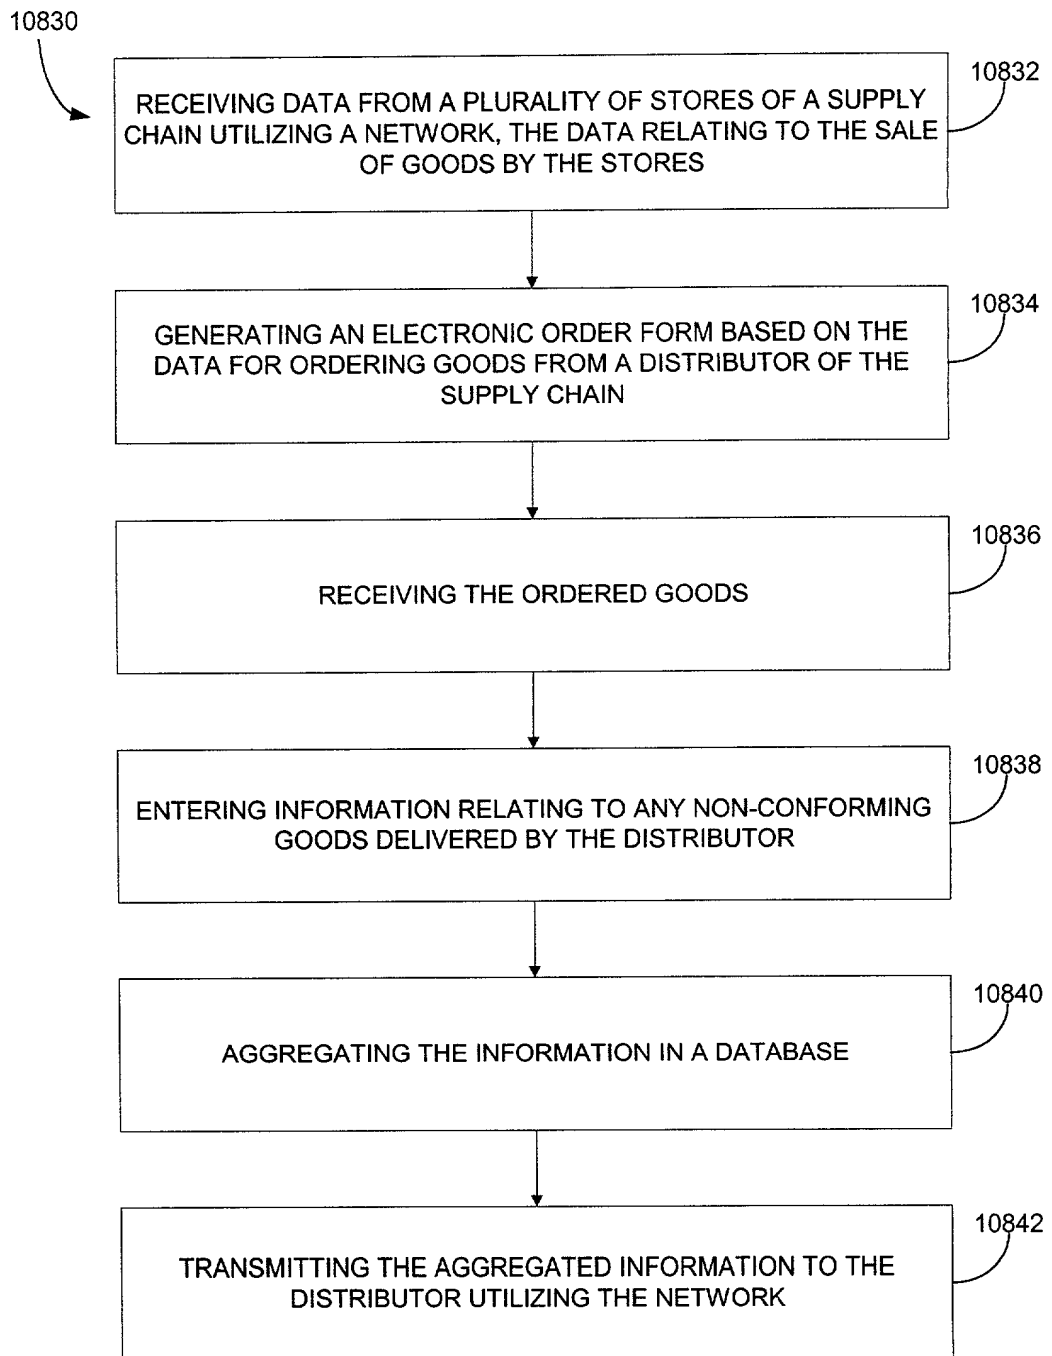 10830
10832
RECEIVING DATA FROM A PLURALITY OF STORES OF A SUPPLY
CHAIN UTILIZING A NETWORK, THE DATA RELATING TO THE SALE
OF GOODS BY THE STORES
10834
GENERATING AN ELECTRONIC ORDER FORM BASED ON THE
DATA FOR ORDERING GOODS FROM A DISTRIBUTOR OF THE
SUPPLY CHAIN
10836
RECEIVING THE ORDERED GOODS
10838
ENTERING INFORMATION RELATING TO ANY NON-CONFORMING
GOODS DELIVERED BY THE DISTRIBUTOR
10840
AGGREGATING THE INFORMATION IN A DATABASE
10842
TRANSMITTING THE AGGREGATED INFORMATION TO THE
DISTRIBUTOR UTILIZING THE NETWORK